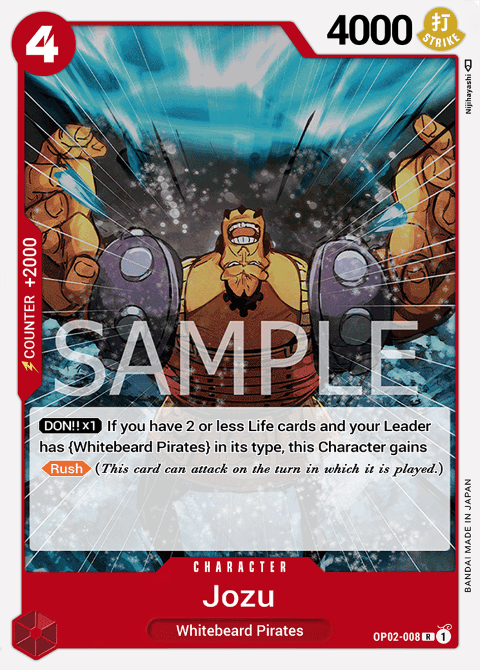 4
4000
打
STRIKE
Nijihayashi
COUNTER +2000
SAMPLE
DON!! x1 If you have 2 or less Life cards and your Leader
has {Whitebeard Pirates} in its type, this Character gains
Rush (This card can attack on the turn in which it is played.)
BANDAI MADE IN JAPAN
CHARACTER
Jozu
Whitebeard Pirates
OP02-008 R 1